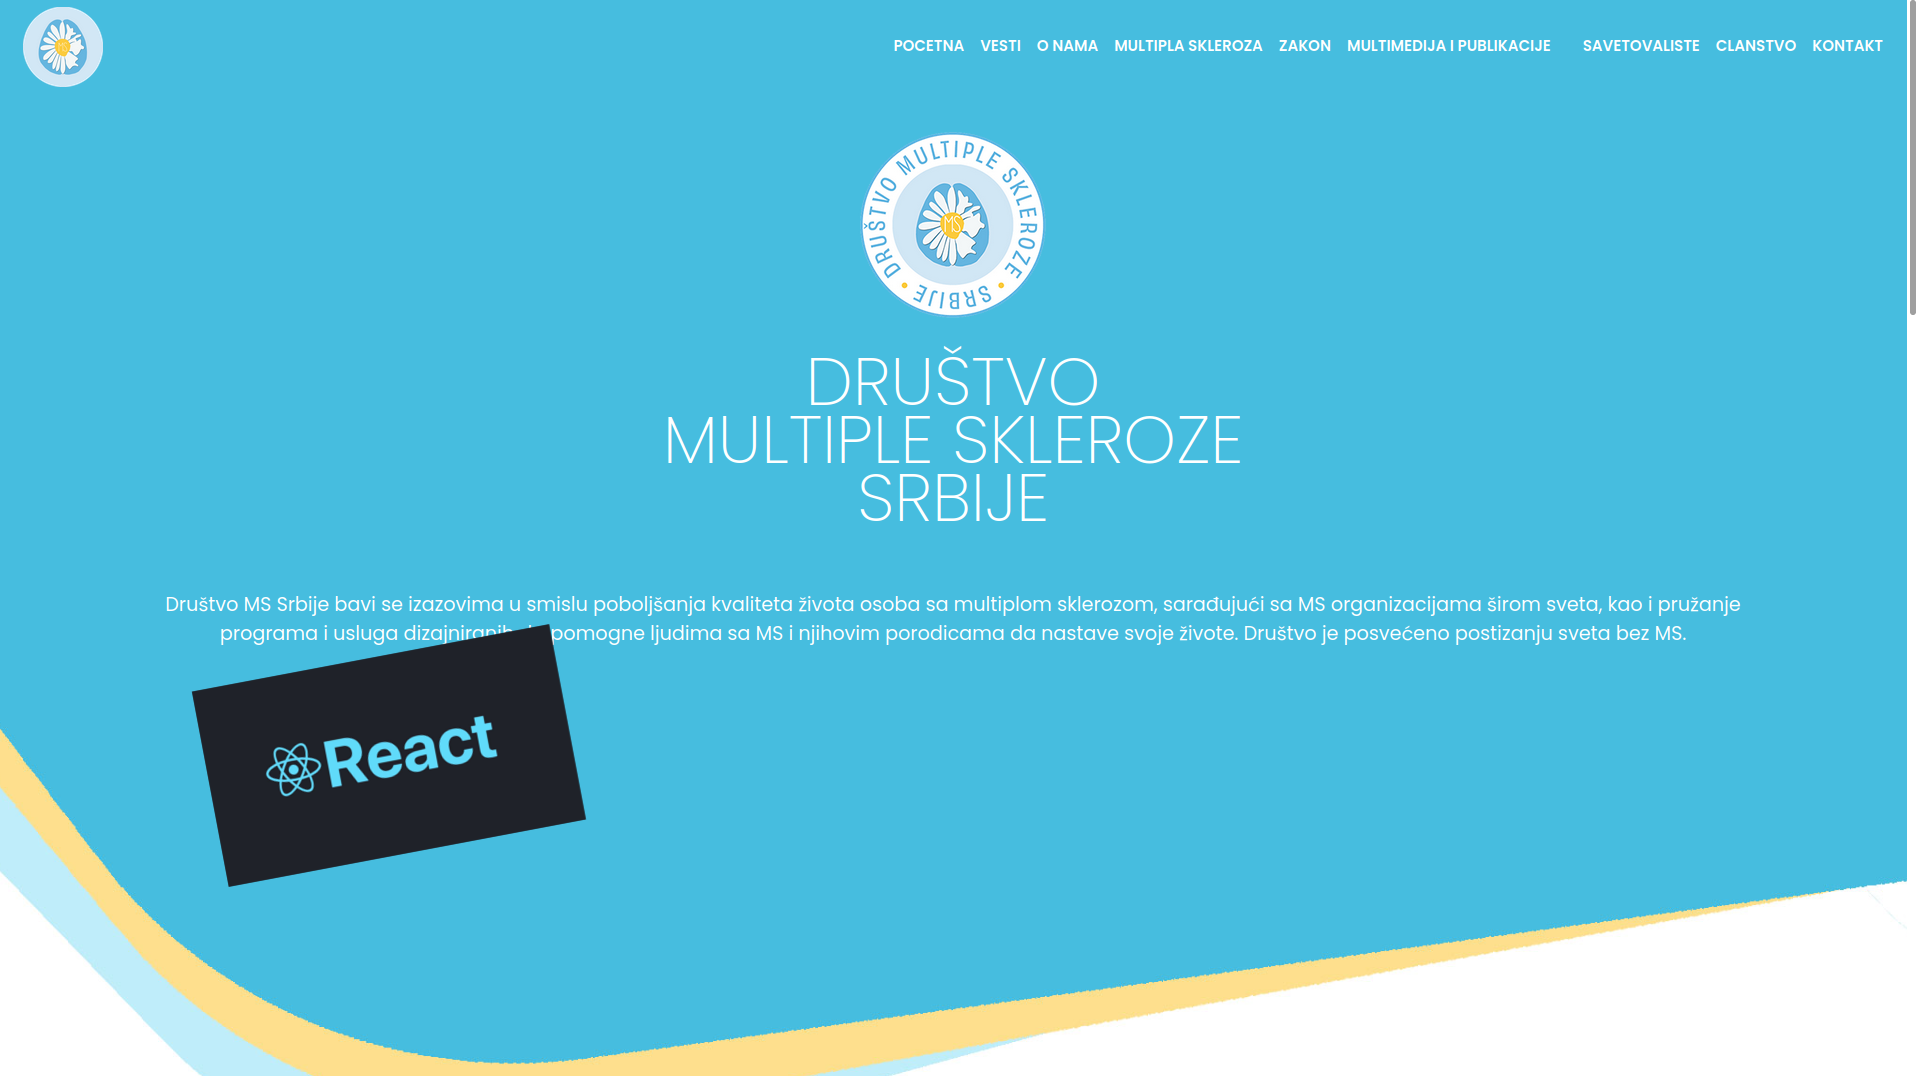 POCETNA VESTI O NAMA MULTIPLA SKLEROZA ZAKON MULTIMEDIJA I PUBLIKACIJE SAVETOVALISTE CLANSTVO KONTAKT
MS
DRUŠTVO MULTIPLE SKLEROZE • SRBIJE •
MS
DRUŠTVO
MULTIPLE SKLEROZE
SRBIJE
Društvo MS Srbije bavi se izazovima u smislu poboljšanja kvaliteta života osoba sa multiplom sklerozom, sarađujući sa MS organizacijama širom sveta, kao i pružanje
programa i usluga dizajniranih pomogne ljudima sa MS i njihovim porodicama da nastave svoje živote. Društvo je posvećeno postizanju sveta bez MS.
React